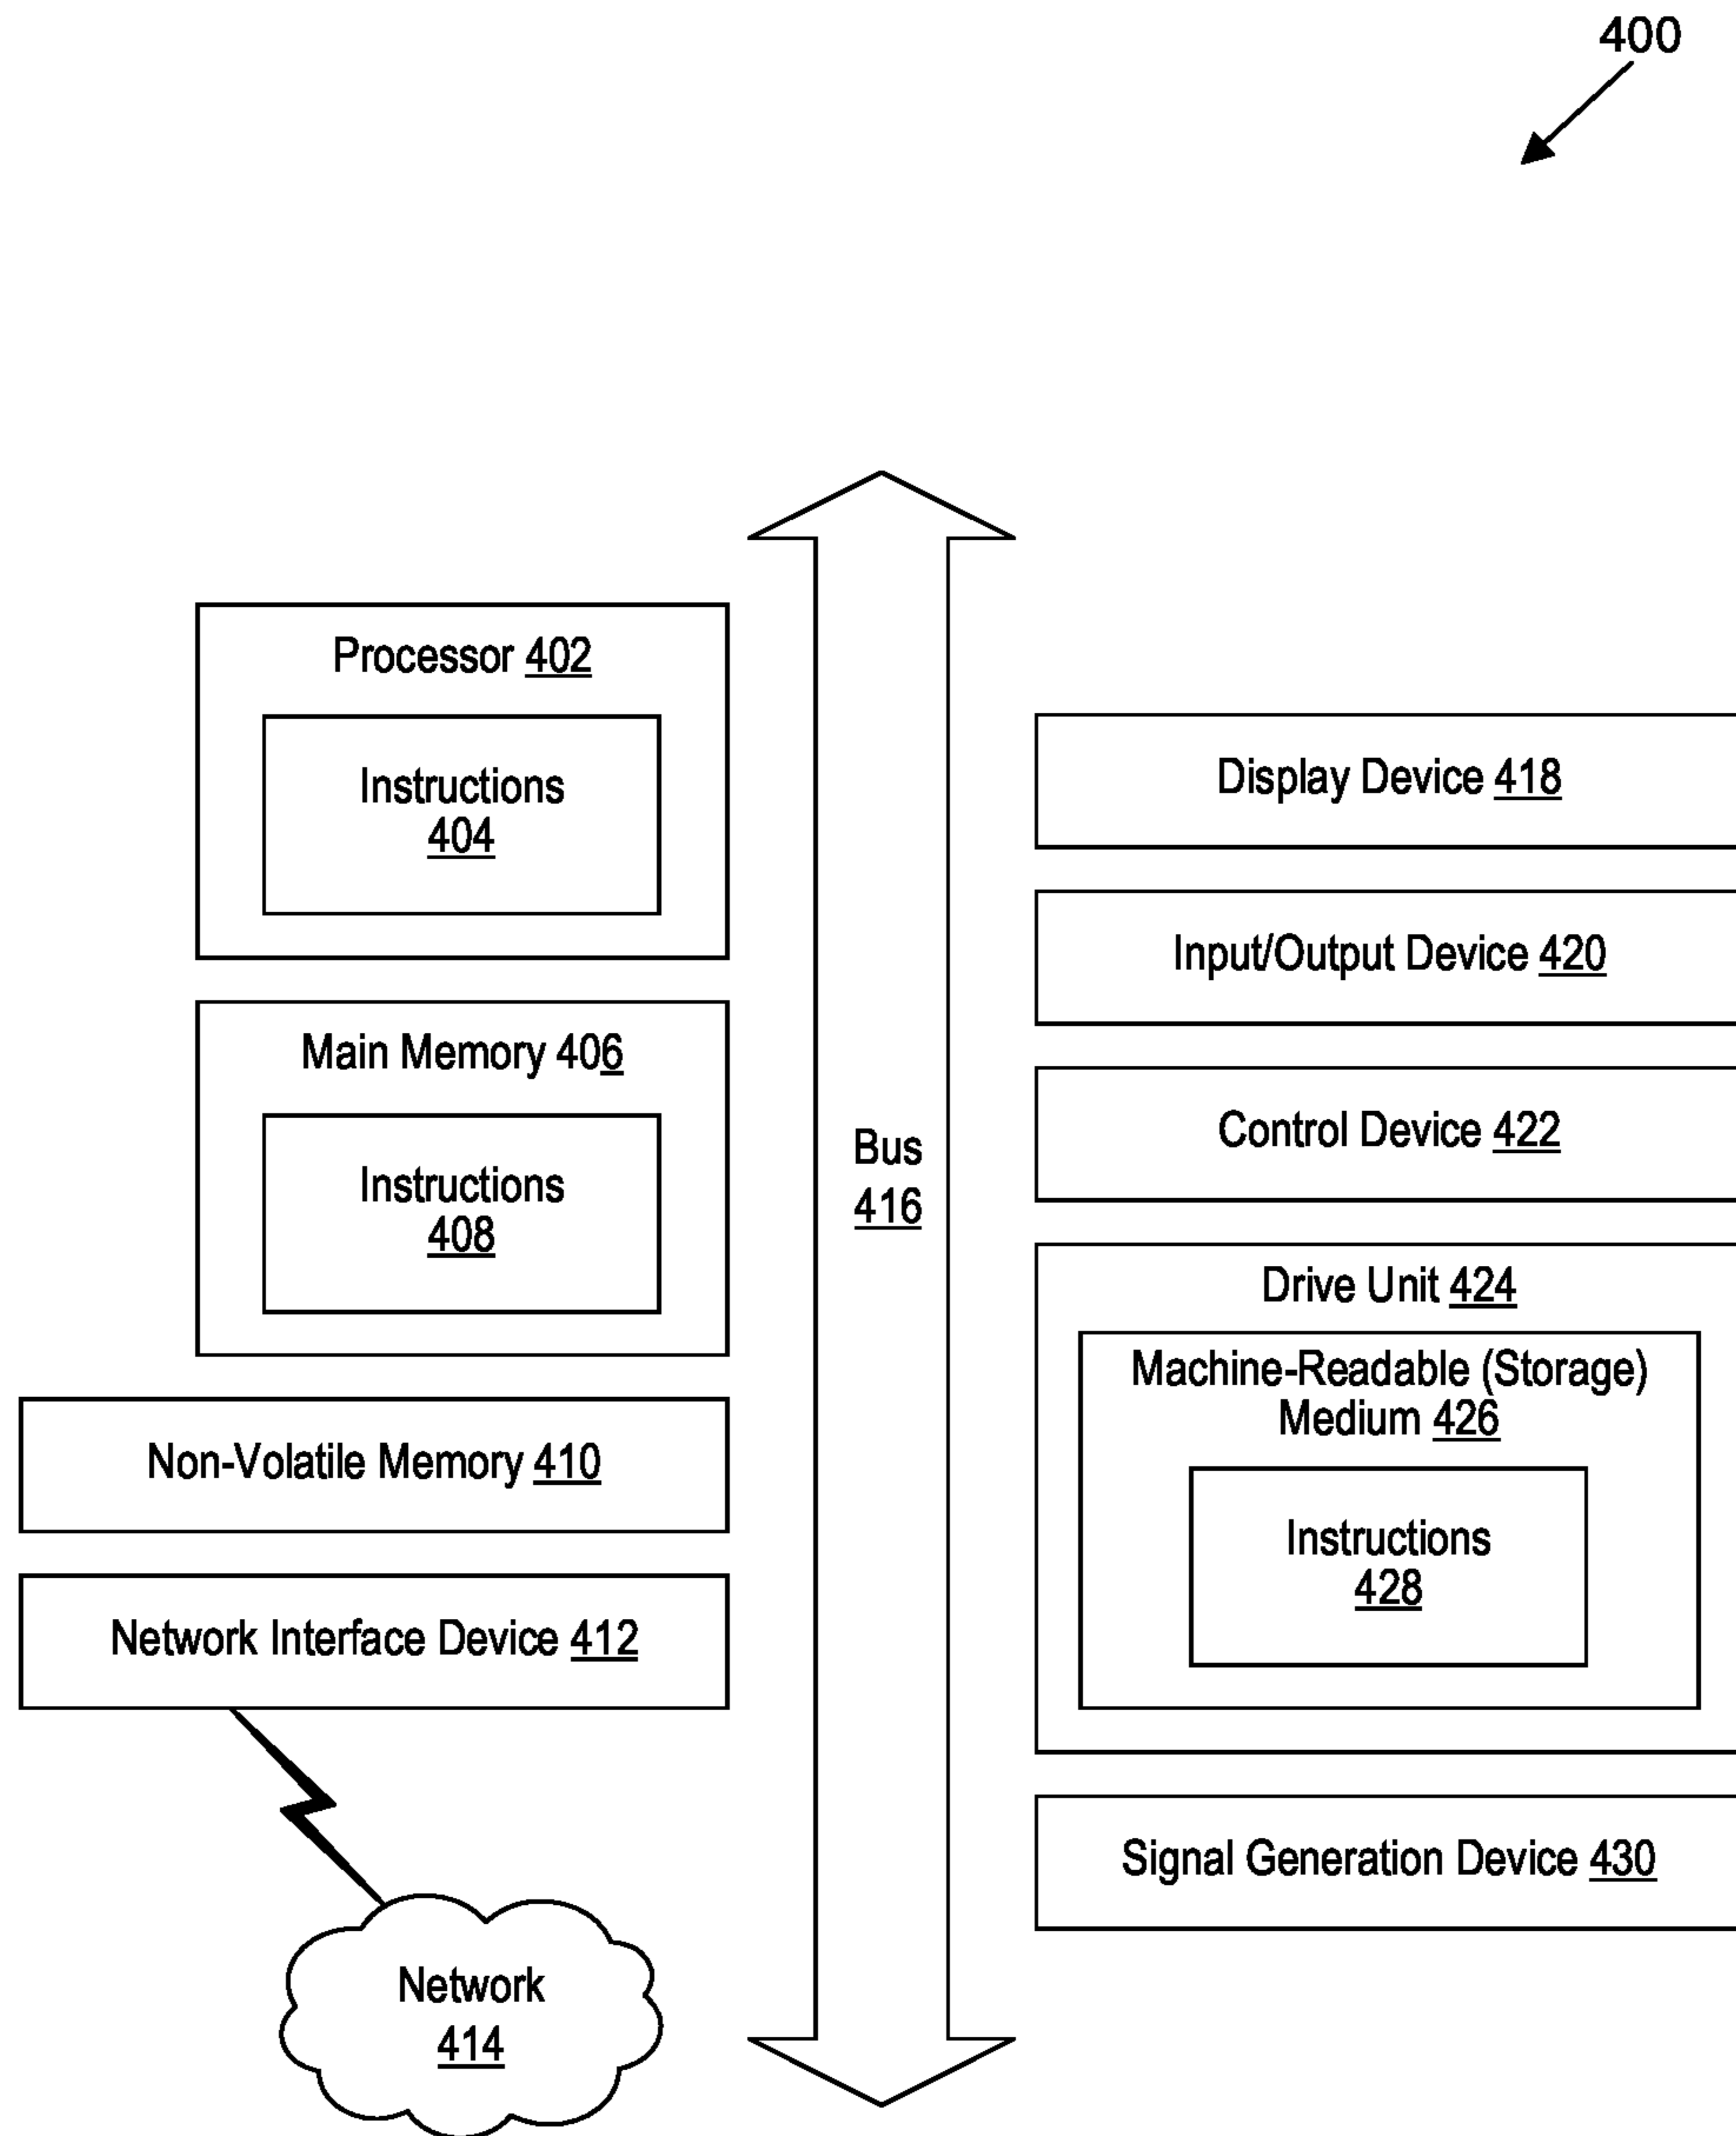 400
Processor 402
Instructions
404
Main Memory 406
Instructions
408
Non-Volatile Memory 410
Network Interface Device 412
Network
414
Bus
416
Display Device 418
Input/Output Device 420
Control Device 422
Drive Unit 424
Machine-Readable (Storage)
Medium 426
Instructions
428
Signal Generation Device 430